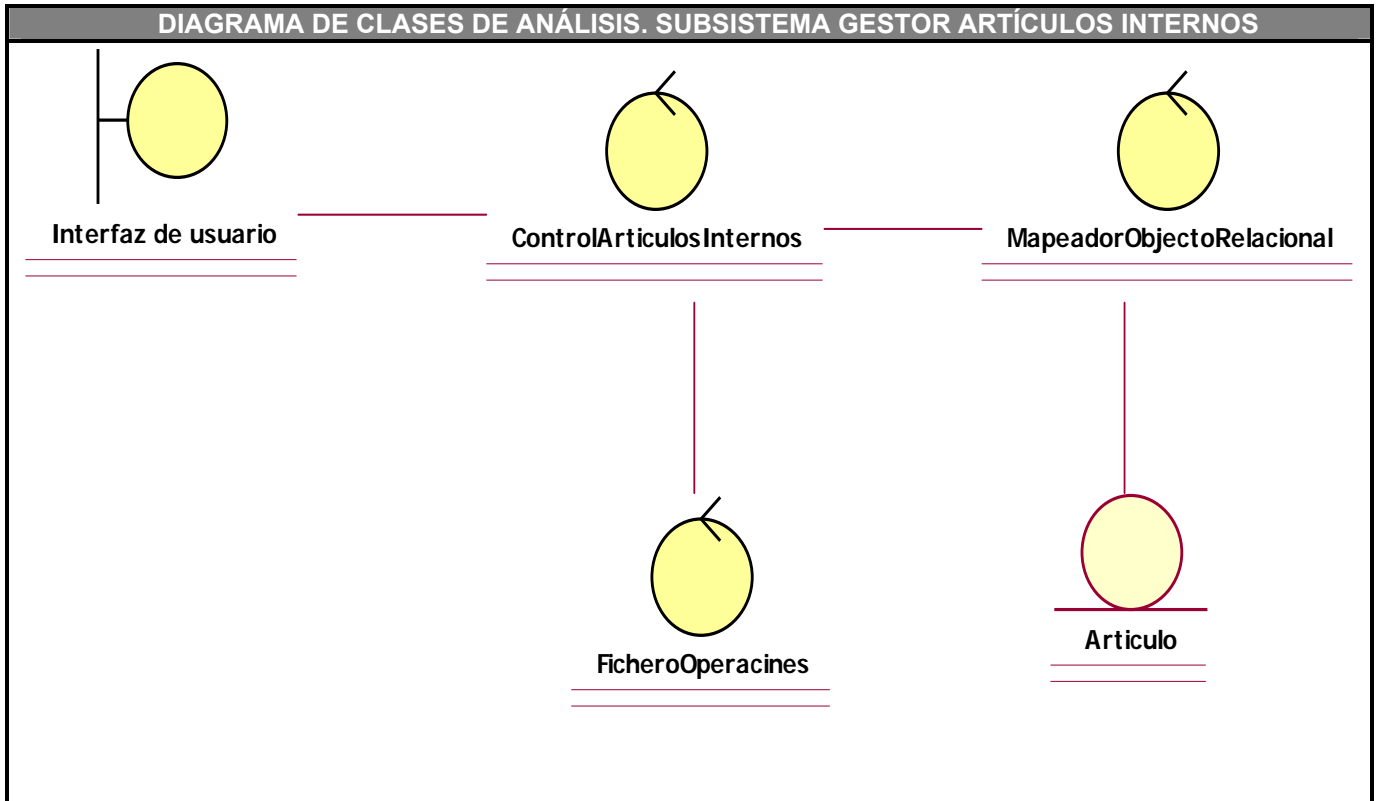 DIAGRAMA DE CLASES DE ANÁLISIS. SUBSISTEMA GESTOR ARTÍCULOS INTERNOS
Interfaz de usuario
ControlArticulosInternos
MapeadorObjectoRelacional
FicheroOperacines
Articulo